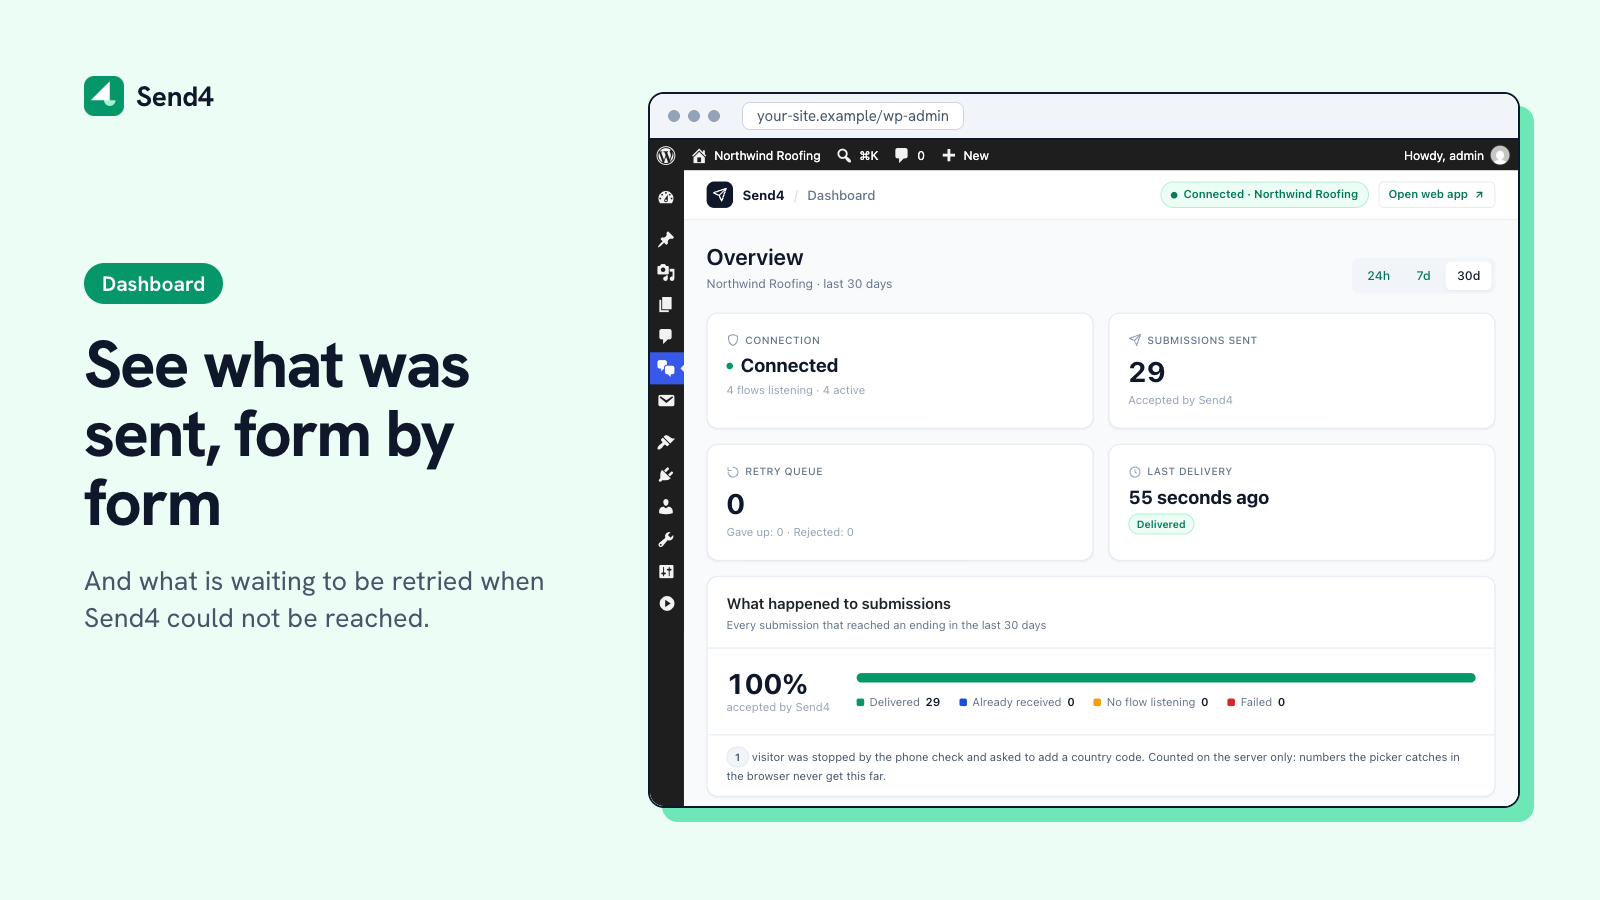 Send4
Dashboard
See what was
sent, form by
form
And what is waiting to be retried when
Send4 could not be reached.
your-site.example/wp-admin
Northwind Roofing ⌘K 0 New Howdy, admin
Send4 / Dashboard Connected · Northwind Roofing Open web app ↗
Overview
Northwind Roofing · last 30 days
24h 7d 30d
CONNECTION
Connected
4 flows listening · 4 active
SUBMISSIONS SENT
29
Accepted by Send4
RETRY QUEUE
0
Gave up: 0 · Rejected: 0
LAST DELIVERY
55 seconds ago
Delivered
What happened to submissions
Every submission that reached an ending in the last 30 days
100%
accepted by Send4
Delivered 29 Already received 0 No flow listening 0 Failed 0
1 visitor was stopped by the phone check and asked to add a country code. Counted on the server only: numbers the picker catches in
the browser never get this far.